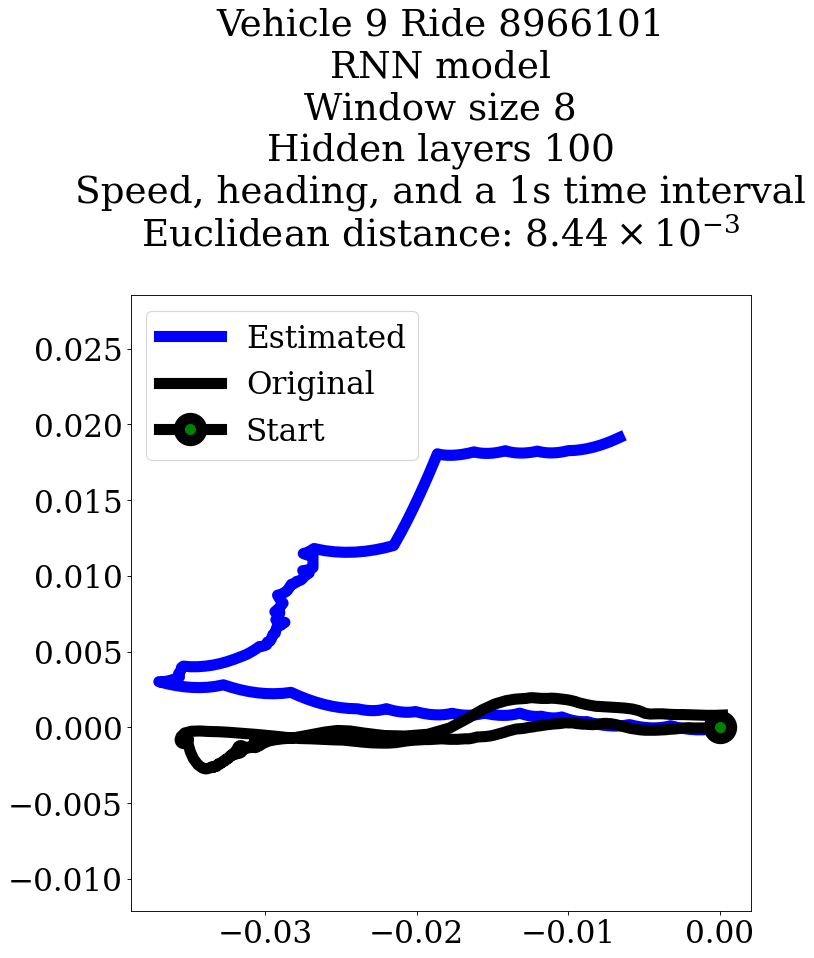 Vehicle 9 Ride 8966101
RNN model
Window size 8
Hidden layers 100
Speed, heading, and a 1s time interval
Euclidean distance: 8.44 × 10⁻³
Estimated
Original
Start
0.025
0.020
0.015
0.010
0.005
0.000
−0.005
−0.010
−0.03 −0.02 −0.01 0.00